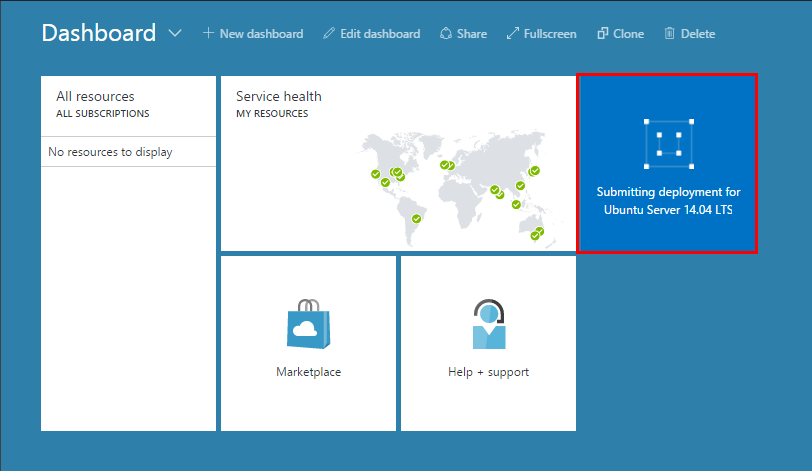 Dashboard
New dashboard
Edit dashboard
Share
Fullscreen
Clone
Delete
All resources
ALL SUBSCRIPTIONS
No resources to display
Service health
MY RESOURCES
Submitting deployment for
Ubuntu Server 14.04 LTS
Marketplace
Help + support